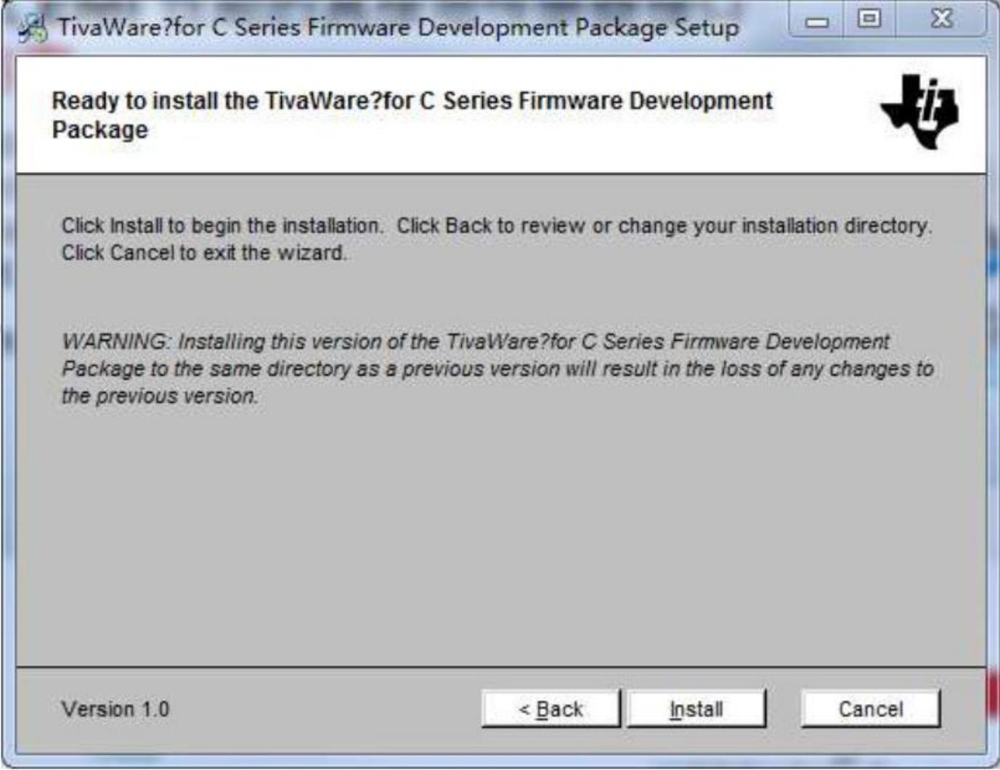 TivaWare?for C Series Firmware Development Package Setup
Ready to install the TivaWare?for C Series Firmware Development
Package
Click Install to begin the installation.  Click Back to review or change your installation directory.
Click Cancel to exit the wizard.
WARNING: Installing this version of the TivaWare?for C Series Firmware Development
Package to the same directory as a previous version will result in the loss of any changes to
the previous version.
Version 1.0
< Back
Install
Cancel